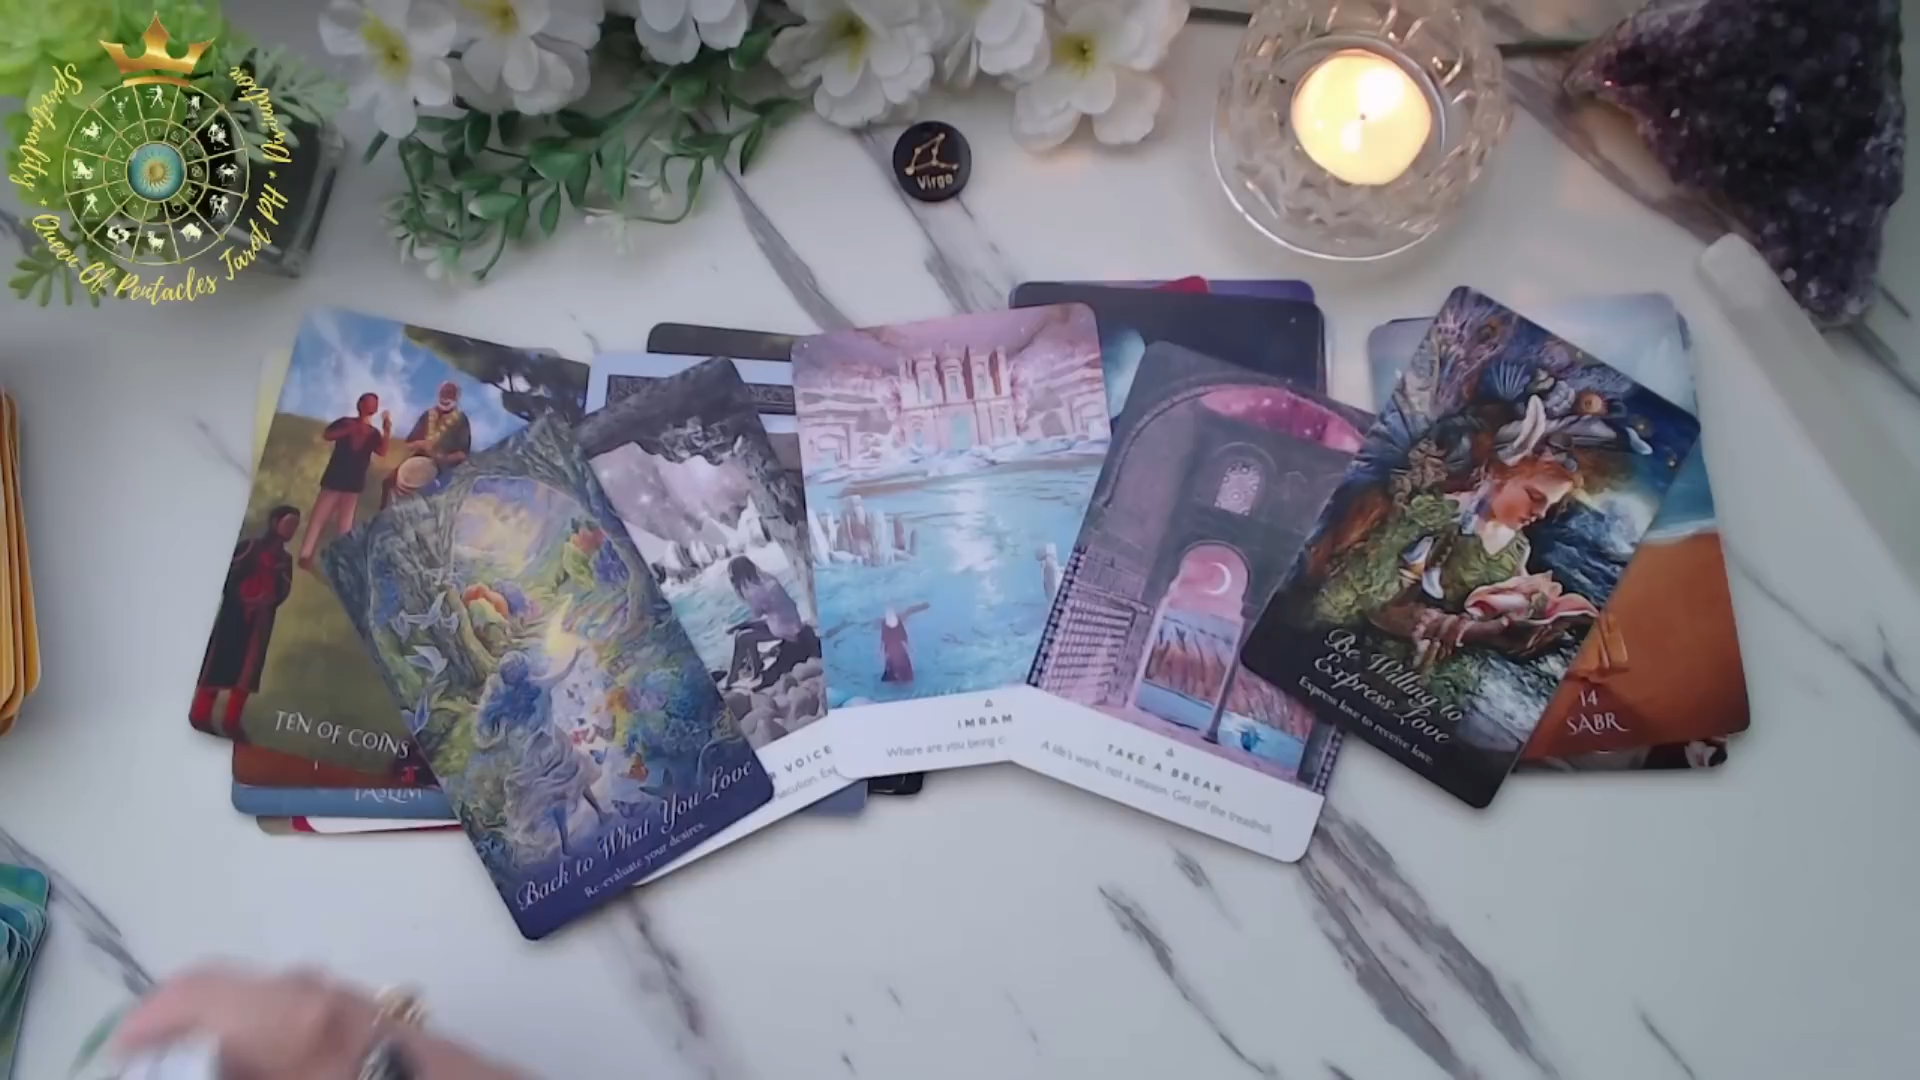 Spirituality * Queen Of Pentacles Tarot Hd * Divination
Virgo
TEN OF COINS
TASLIM
Back to What You Love
Re-evaluate your desires.
VOICE
IMRAM
Where are you being
TAKE A BREAK
A life's work, not a season. Get off the treadmill.
Be Willing to
Express Love
Express love to receive love.
14
SABR